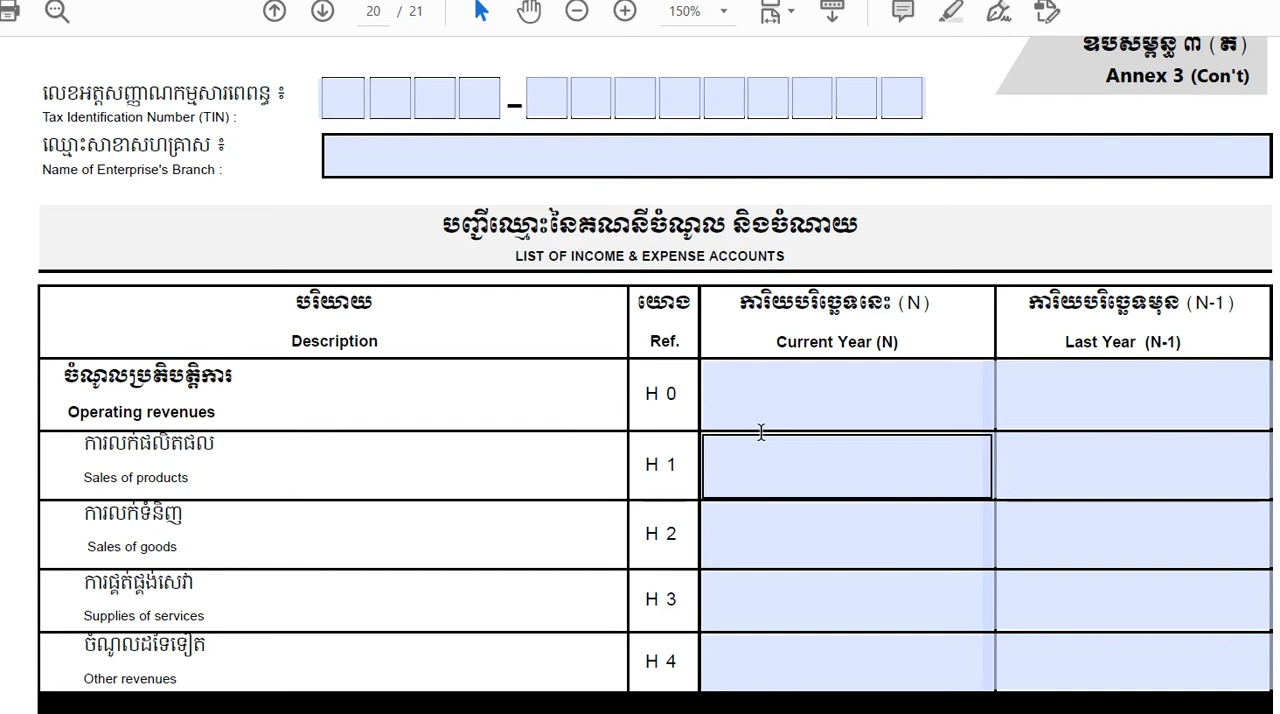 20 / 21
150%
ឧបសម្ព័ន្ធ ៣ (ត)
Annex 3 (Con't)
លេខអត្តសញ្ញាណកម្មសារពើពន្ធ ៖
Tax Identification Number (TIN) :
ឈ្មោះសាខាសហគ្រាស ៖
Name of Enterprise's Branch :
បញ្ជីឈ្មោះនៃគណនីចំណូល និងចំណាយ
LIST OF INCOME & EXPENSE ACCOUNTS
បរិយាយ
Description
យោង
Ref.
ការិយបរិច្ឆេទនេះ (N)
Current Year (N)
ការិយបរិច្ឆេទមុន (N-1)
Last Year (N-1)
ចំណូលប្រតិបត្តិការ
Operating revenues
H 0
ការលក់ផលិតផល
Sales of products
H 1
ការលក់ទំនិញ
Sales of goods
H 2
ការផ្គត់ផ្គង់សេវា
Supplies of services
H 3
ចំណូលដទៃទៀត
Other revenues
H 4